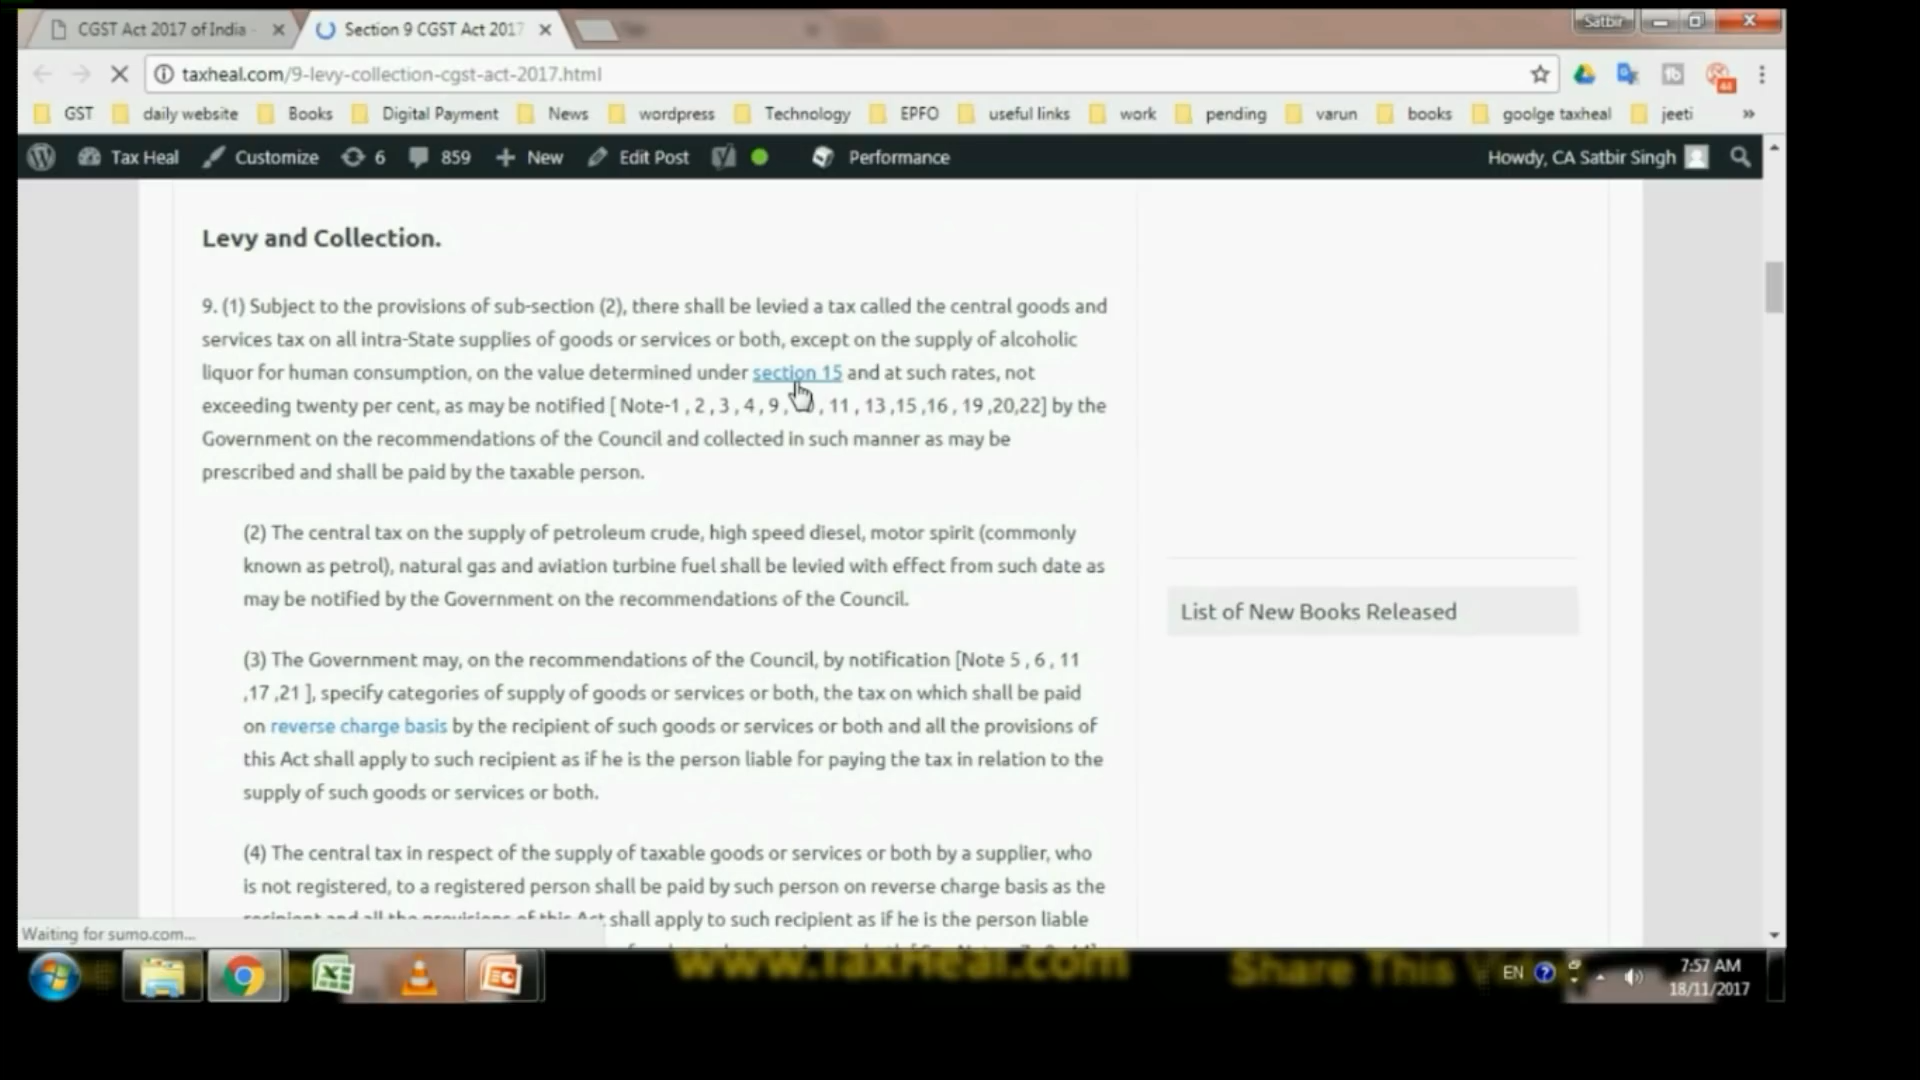 CGST Act 2017 of India - Section 9 CGST Act 2017 Satbir
taxheal.com/9-levy-collection-cgst-act-2017.html
44
GST daily website Books Digital Payment News wordpress Technology EPFO useful links work pending varun books goolge taxheal jeeti »
Tax Heal Customize 6 859 + New Edit Post Performance Howdy, CA Satbir Singh
Levy and Collection.
9. (1) Subject to the provisions of sub-section (2), there shall be levied a tax called the central goods and
services tax on all intra-State supplies of goods or services or both, except on the supply of alcoholic
liquor for human consumption, on the value determined under section 15 and at such rates, not
exceeding twenty per cent, as may be notified [ Note-1 , 2 , 3 , 4 , 9 , , 11 , 13 ,15 ,16 , 19 ,20,22] by the
Government on the recommendations of the Council and collected in such manner as may be
prescribed and shall be paid by the taxable person.
(2) The central tax on the supply of petroleum crude, high speed diesel, motor spirit (commonly
known as petrol), natural gas and aviation turbine fuel shall be levied with effect from such date as
may be notified by the Government on the recommendations of the Council.
List of New Books Released
(3) The Government may, on the recommendations of the Council, by notification [Note 5 , 6 , 11
,17 ,21 ], specify categories of supply of goods or services or both, the tax on which shall be paid
on reverse charge basis by the recipient of such goods or services or both and all the provisions of
this Act shall apply to such recipient as if he is the person liable for paying the tax in relation to the
supply of such goods or services or both.
(4) The central tax in respect of the supply of taxable goods or services or both by a supplier, who
is not registered, to a registered person shall be paid by such person on reverse charge basis as the
recipient and all the provisions of this Act shall apply to such recipient as if he is the person liable
Waiting for sumo.com...
www.TaxHeal.com Share This
EN 7:57 AM
18/11/2017